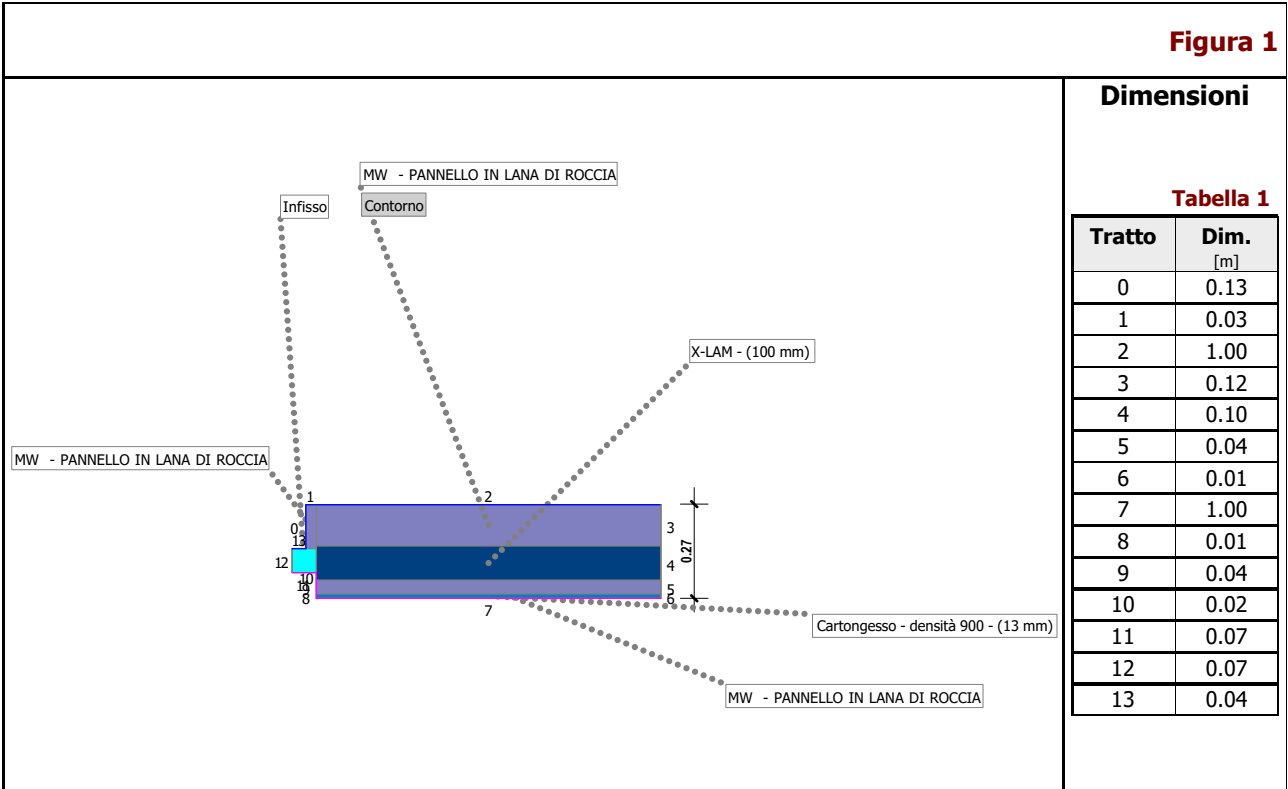 Figura 1
Dimensioni
Tabella 1
Tratto Dim.
[m]
0 0.13
1 0.03
2 1.00
3 0.12
4 0.10
5 0.04
6 0.01
7 1.00
8 0.01
9 0.04
10 0.02
11 0.07
12 0.07
13 0.04
MW - PANNELLO IN LANA DI ROCCIA
Infisso
Contorno
X-LAM - (100 mm)
MW - PANNELLO IN LANA DI ROCCIA
1
2
0
3
13
0.27
12
4
10
11
5
8
6
7
Cartongesso - densità 900 - (13 mm)
MW - PANNELLO IN LANA DI ROCCIA